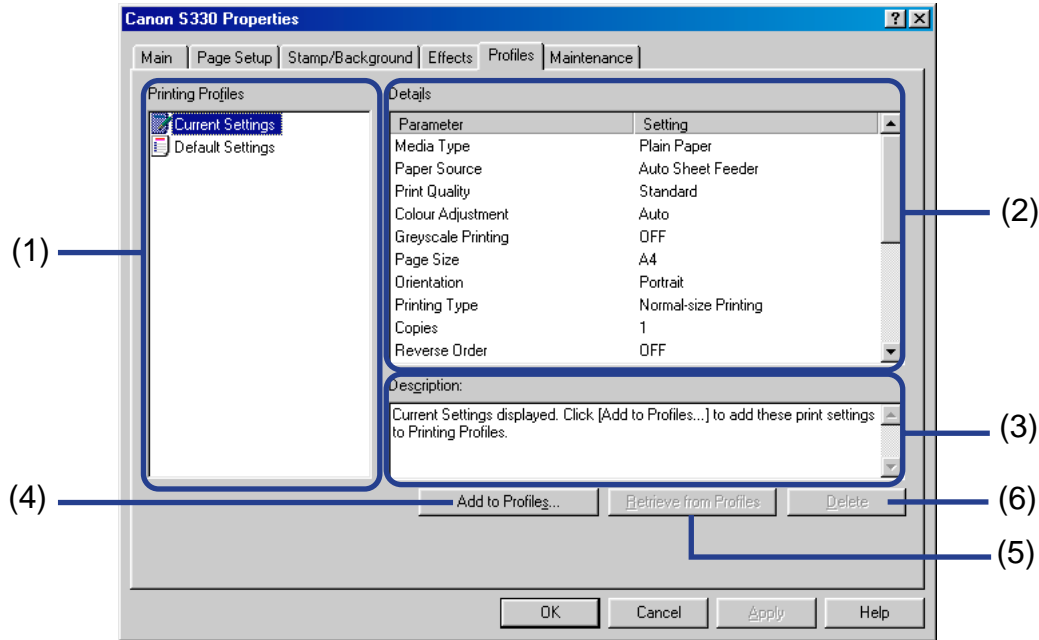 Canon S330 Properties
Main Page Setup Stamp/Background Effects Profiles Maintenance
Printing Profiles
Current Settings
Default Settings
Details
Parameter Setting
Media Type Plain Paper
Paper Source Auto Sheet Feeder
Print Quality Standard
Colour Adjustment Auto
Greyscale Printing OFF
Page Size A4
Orientation Portrait
Printing Type Normal-size Printing
Copies 1
Reverse Order OFF
Description:
Current Settings displayed. Click [Add to Profiles...] to add these print settings
to Printing Profiles.
Add to Profiles... Retrieve from Profiles Delete
OK Cancel Apply Help
(1)
(2)
(3)
(4)
(5)
(6)